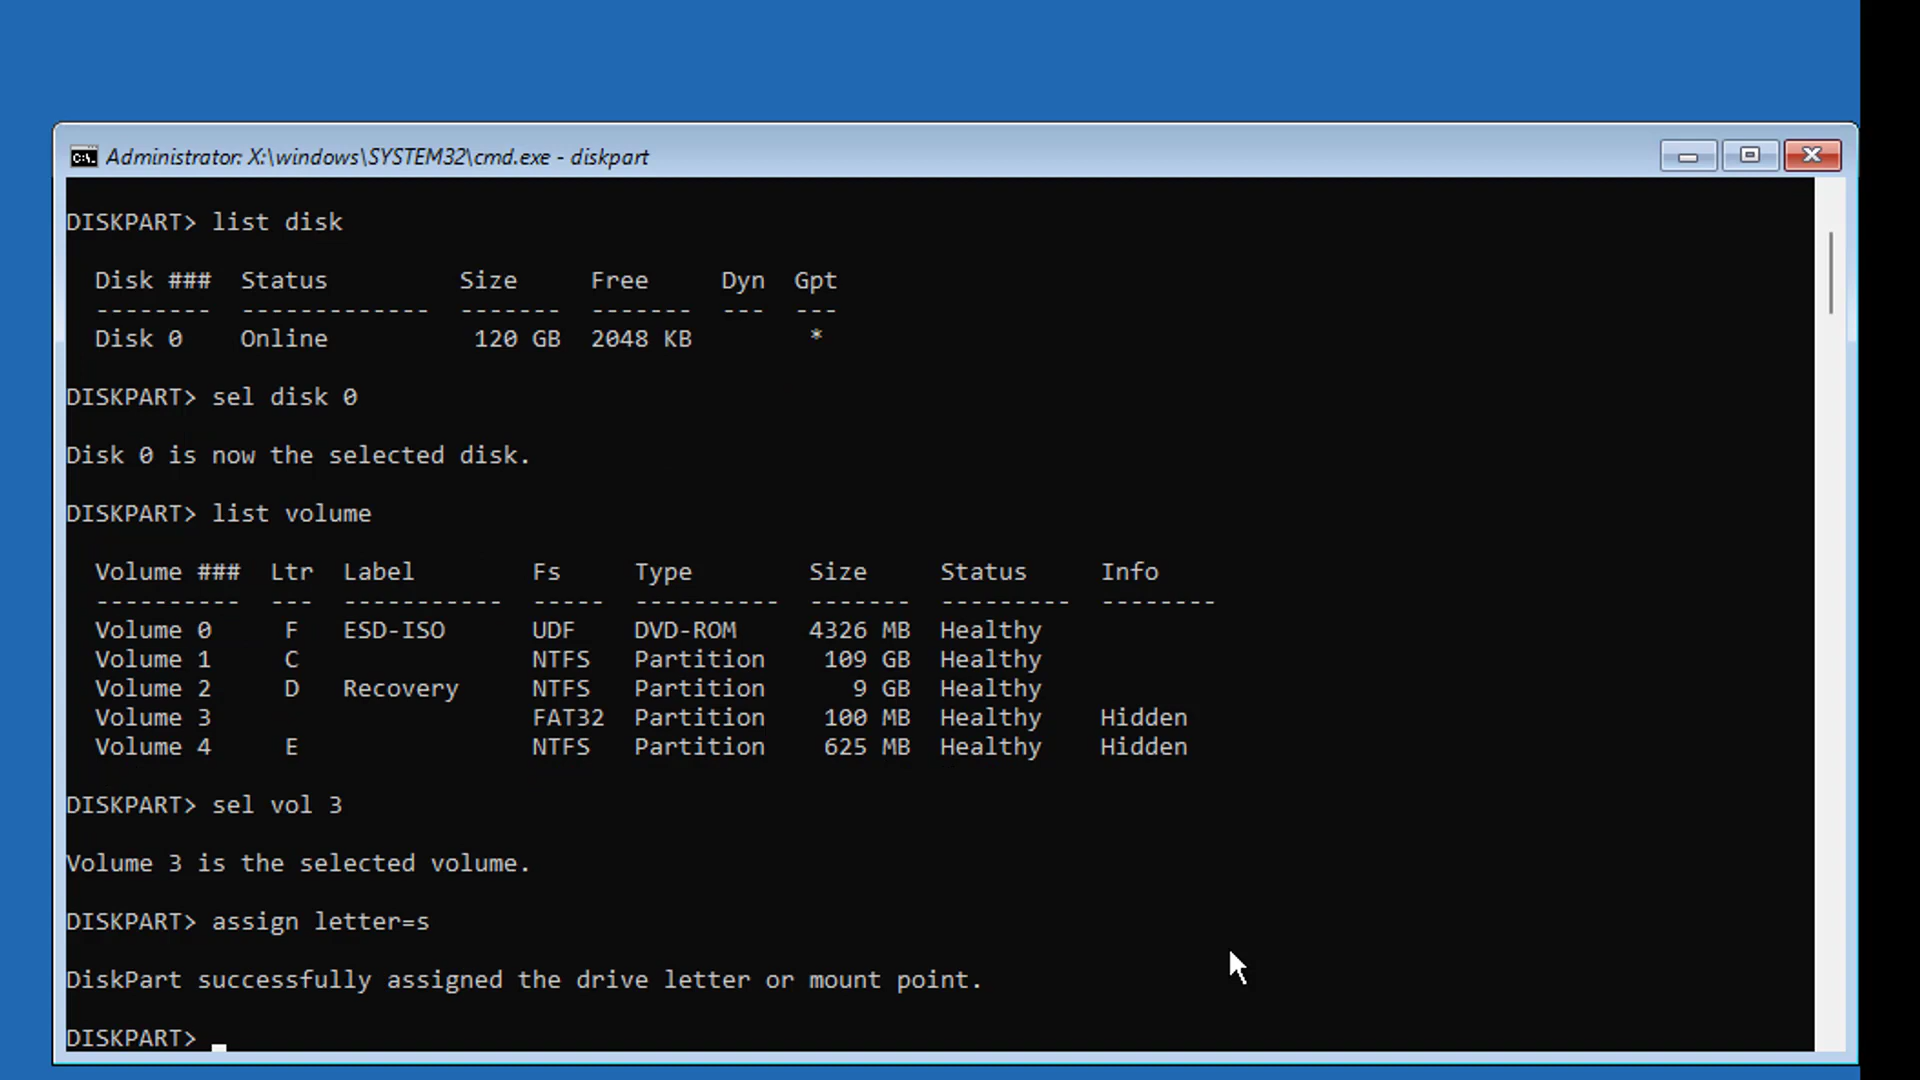 Administrator: X:\windows\SYSTEM32\cmd.exe - diskpart
DISKPART> list disk
  Disk ###  Status         Size     Free     Dyn  Gpt
  --------  -------------  -------  -------  ---  ---
  Disk 0    Online          120 GB  2048 KB        *
DISKPART> sel disk 0
Disk 0 is now the selected disk.
DISKPART> list volume
  Volume ###  Ltr  Label        Fs     Type        Size     Status     Info
  ----------  ---  -----------  -----  ----------  -------  ---------  --------
  Volume 0     F   ESD-ISO      UDF    DVD-ROM     4326 MB  Healthy
  Volume 1     C                NTFS   Partition    109 GB  Healthy
  Volume 2     D   Recovery     NTFS   Partition      9 GB  Healthy
  Volume 3                      FAT32  Partition    100 MB  Healthy    Hidden
  Volume 4     E                NTFS   Partition    625 MB  Healthy    Hidden
DISKPART> sel vol 3
Volume 3 is the selected volume.
DISKPART> assign letter=s
DiskPart successfully assigned the drive letter or mount point.
DISKPART>